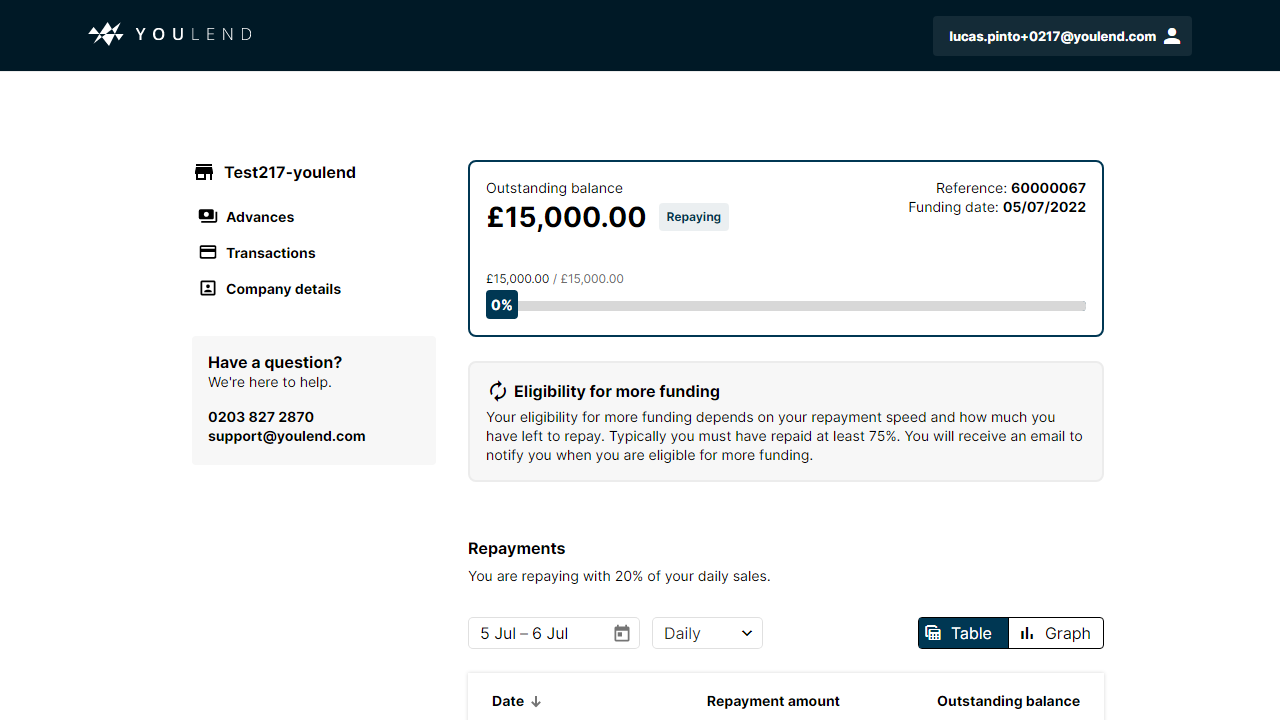 YOULEND
lucas.pinto+0217@youlend.com
Test217-youlend
Advances
Transactions
Company details
Have a question?
We're here to help.
0203 827 2870
support@youlend.com
Outstanding balance
£15,000.00 Repaying
Reference: 60000067
Funding date: 05/07/2022
£15,000.00 / £15,000.00
0%
Eligibility for more funding
Your eligibility for more funding depends on your repayment speed and how much you
have left to repay. Typically you must have repaid at least 75%. You will receive an email to
notify you when you are eligible for more funding.
Repayments
You are repaying with 20% of your daily sales.
5 Jul – 6 Jul Daily Table Graph
Date Repayment amount Outstanding balance